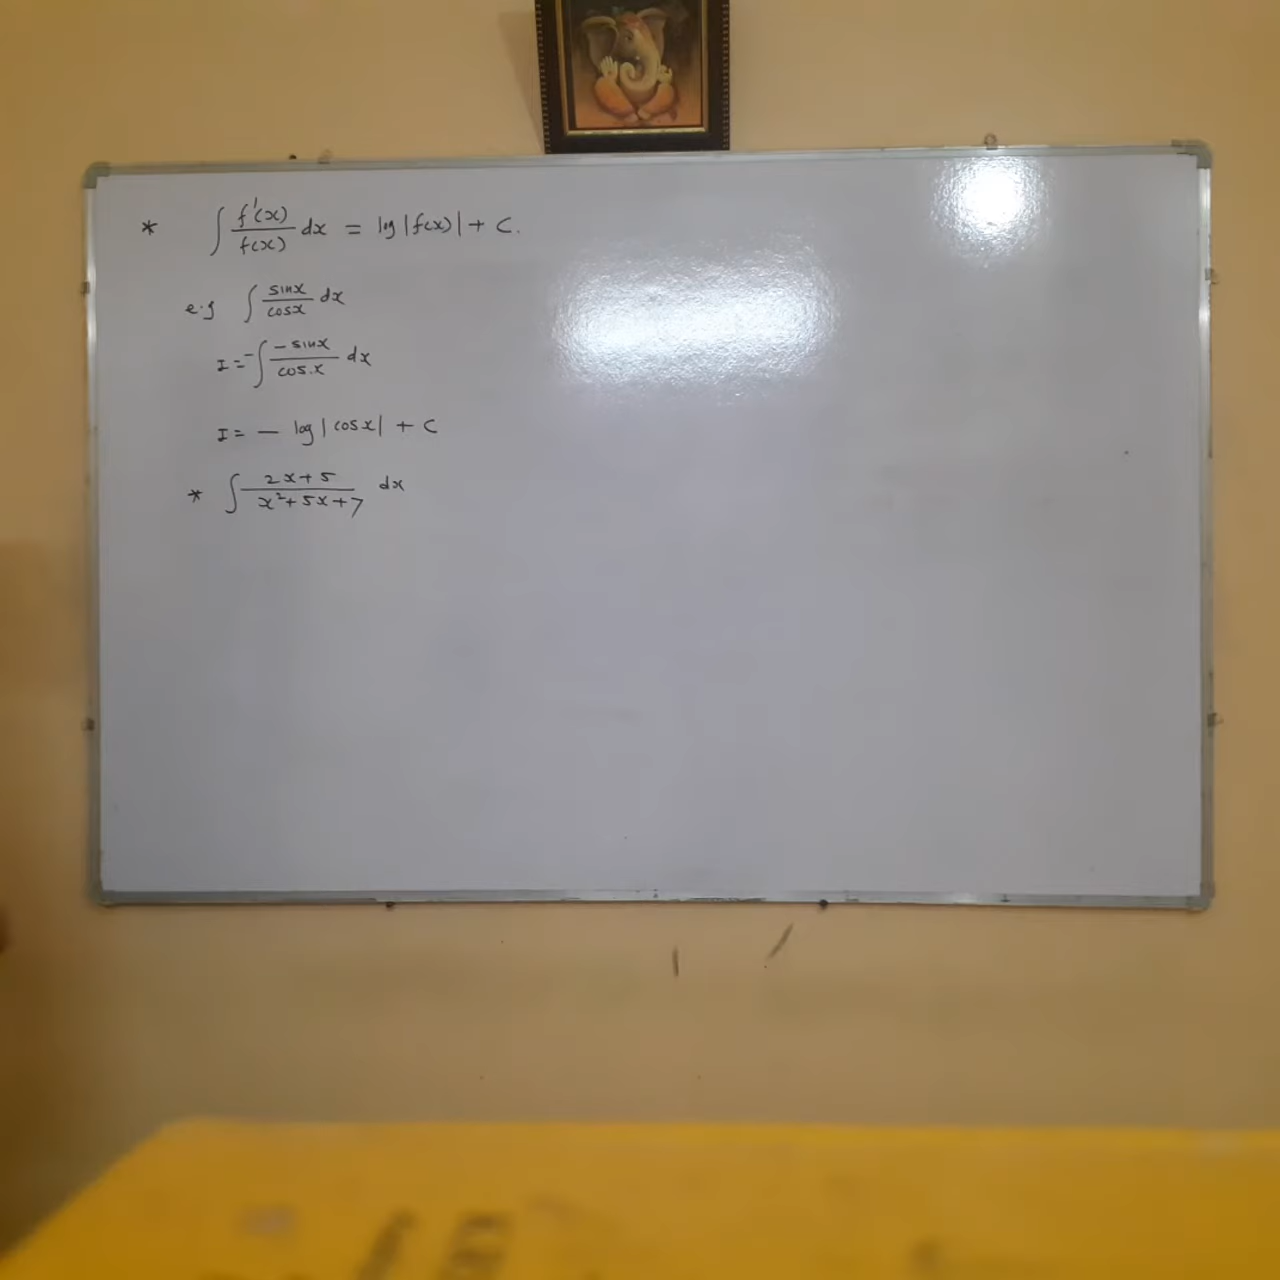 * ∫ f'(x)/f(x) dx = log |f(x)| + C.
e.g ∫ sinx/cosx dx
I = -∫ -sinx/cos.x dx
I = - log | cosx | + C
* ∫ 2x+5/x²+5x+7 dx